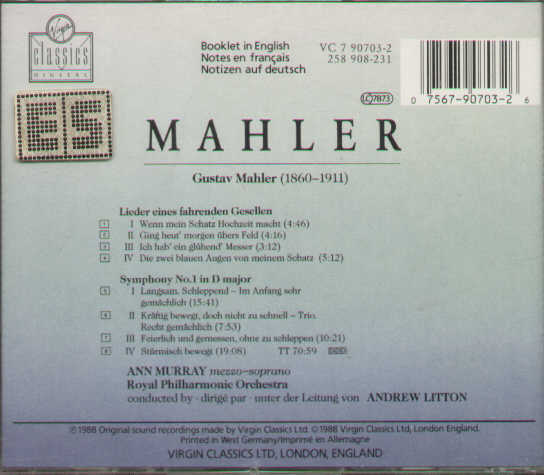 Virgin
classics
DIGITAL
Booklet in English
Notes en français
Notizen auf deutsch
VC 7 90703-2
258 908-231
LC7873
0 7567-90703-2 6
ES
MAHLER
Gustav Mahler (1860–1911)
Lieder eines fahrenden Gesellen
1 I Wenn mein Schatz Hochzeit macht (4:46)
2 II Ging heut' morgen übers Feld (4:16)
3 III Ich hab' ein glühend' Messer (3:12)
4 IV Die zwei blauen Augen von meinem Schatz (5:12)
Symphony No.1 in D major
5 I Langsam. Schleppend – Im Anfang sehr
gemächlich (15:41)
6 II Kräftig bewegt, doch nicht zu schnell – Trio.
Recht gemächlich (7:53)
7 III Feierlich und gemessen, ohne zu schleppen (10:21)
8 IV Stürmisch bewegt (19:08) TT 70:59 DDD
ANN MURRAY mezzo-soprano
Royal Philharmonic Orchestra
conducted by · dirigé par · unter der Leitung von ANDREW LITTON
℗ 1988 Original sound recordings made by Virgin Classics Ltd. © 1988 Virgin Classics Ltd, London England.
Printed in West Germany/Imprimé en Allemagne
VIRGIN CLASSICS LTD, LONDON, ENGLAND